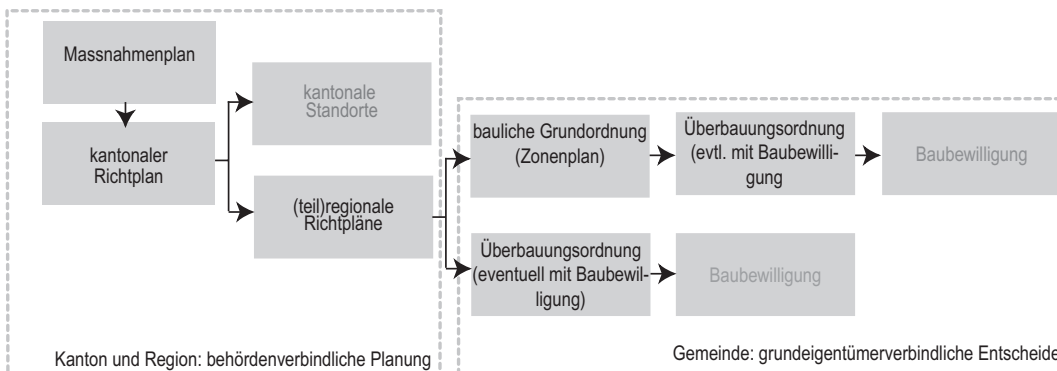 Massnahmenplan
kantonaler
Richtplan
kantonale
Standorte
(teil)regionale
Richtpläne
Kanton und Region: behördenverbindliche Planung
bauliche Grundordnung
(Zonenplan)
Überbauungsordnung
(evtl. mit Baubewilli-
gung
Baubewilligung
Überbauungsordnung
(eventuell mit Baubewil-
ligung)
Baubewilligung
Gemeinde: grundeigentümerverbindliche Entscheide